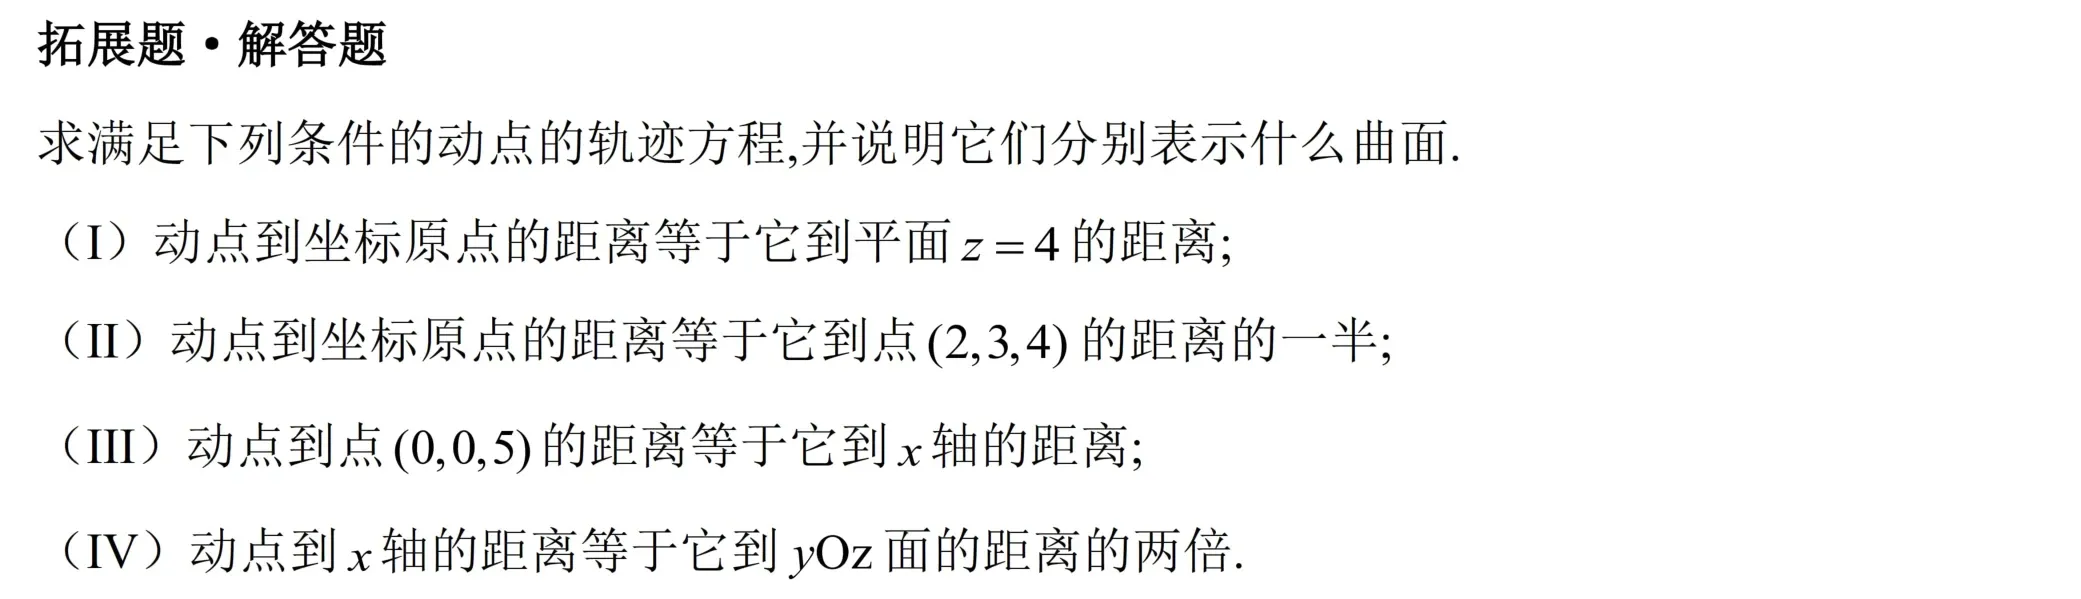 拓展题·解答题
求满足下列条件的动点的轨迹方程,并说明它们分别表示什么曲面.
（I）动点到坐标原点的距离等于它到平面 z = 4 的距离;
（II）动点到坐标原点的距离等于它到点(2,3,4) 的距离的一半;
（III）动点到点(0,0,5)的距离等于它到 x 轴的距离;
（IV）动点到 x 轴的距离等于它到 yOz 面的距离的两倍.